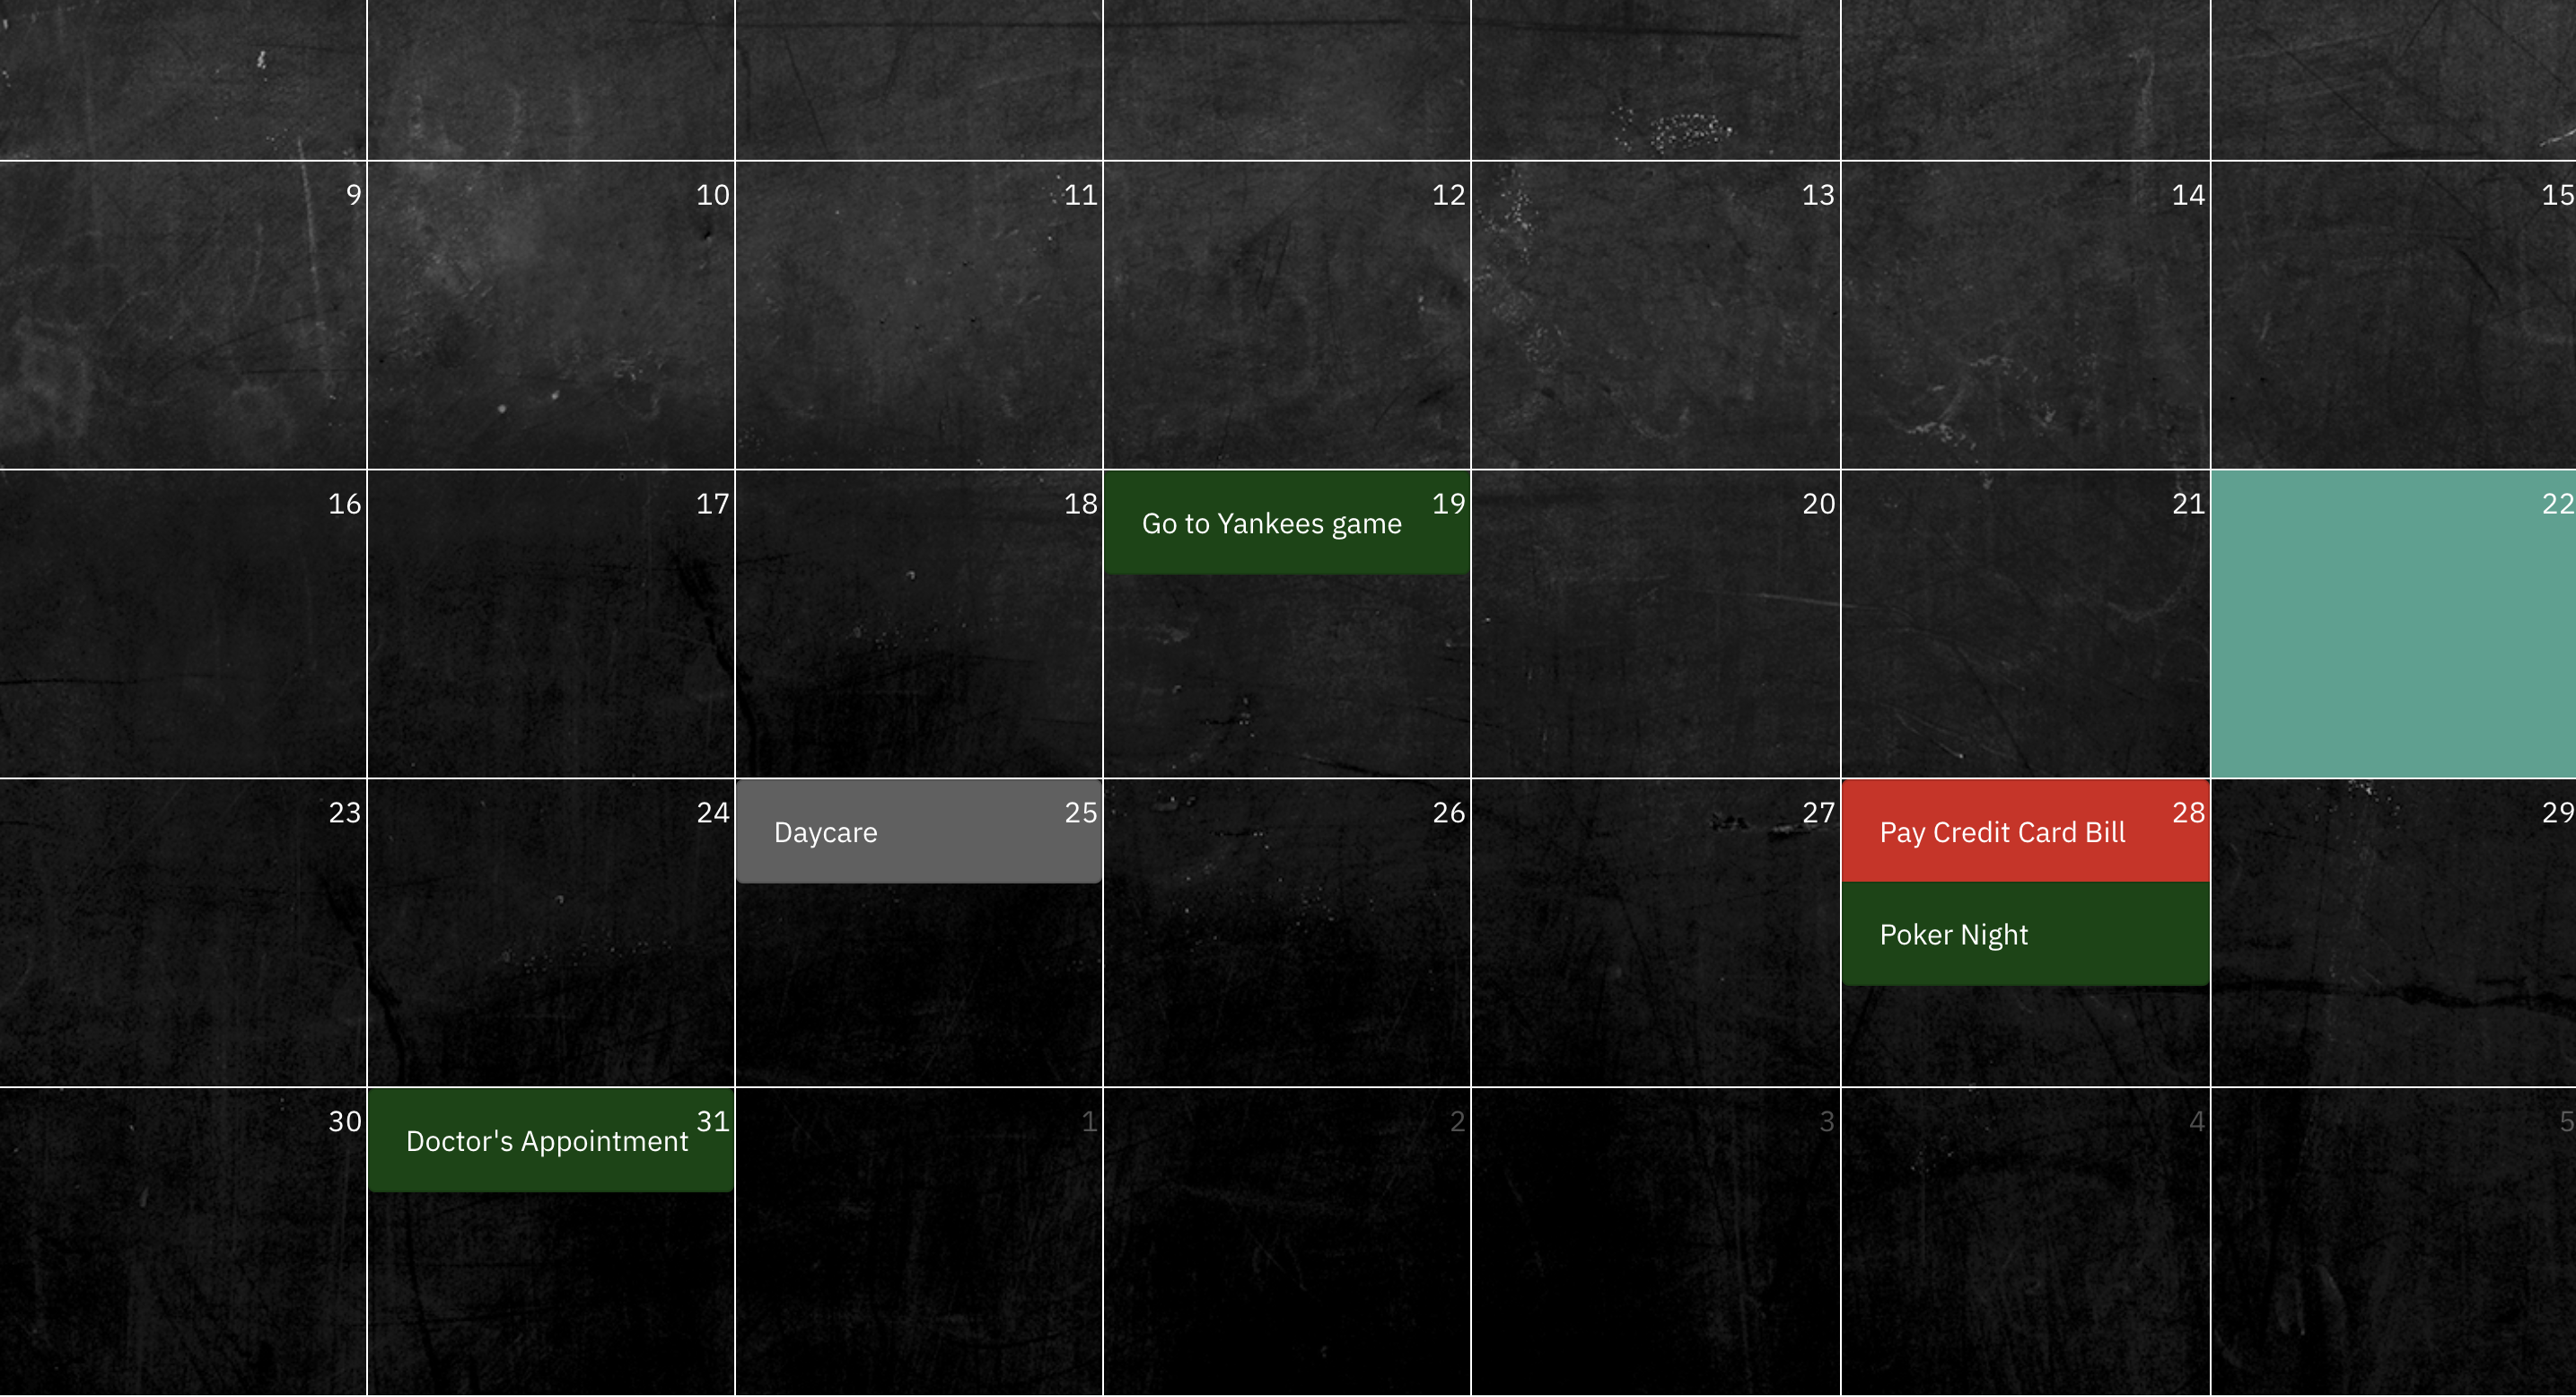 9 10 11 12 13 14 15
16 17 18 19 20 21 22
Go to Yankees game
23 24 25 26 27 28 29
Daycare
Pay Credit Card Bill
Poker Night
30 31 1 2 3 4 5
Doctor's Appointment